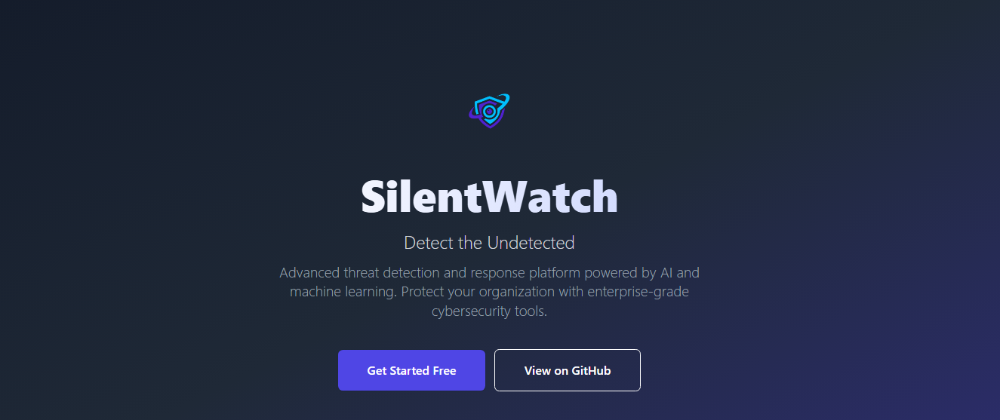 SilentWatch
Detect the Undetected
Advanced threat detection and response platform powered by AI and
machine learning. Protect your organization with enterprise-grade
cybersecurity tools.
Get Started Free
View on GitHub